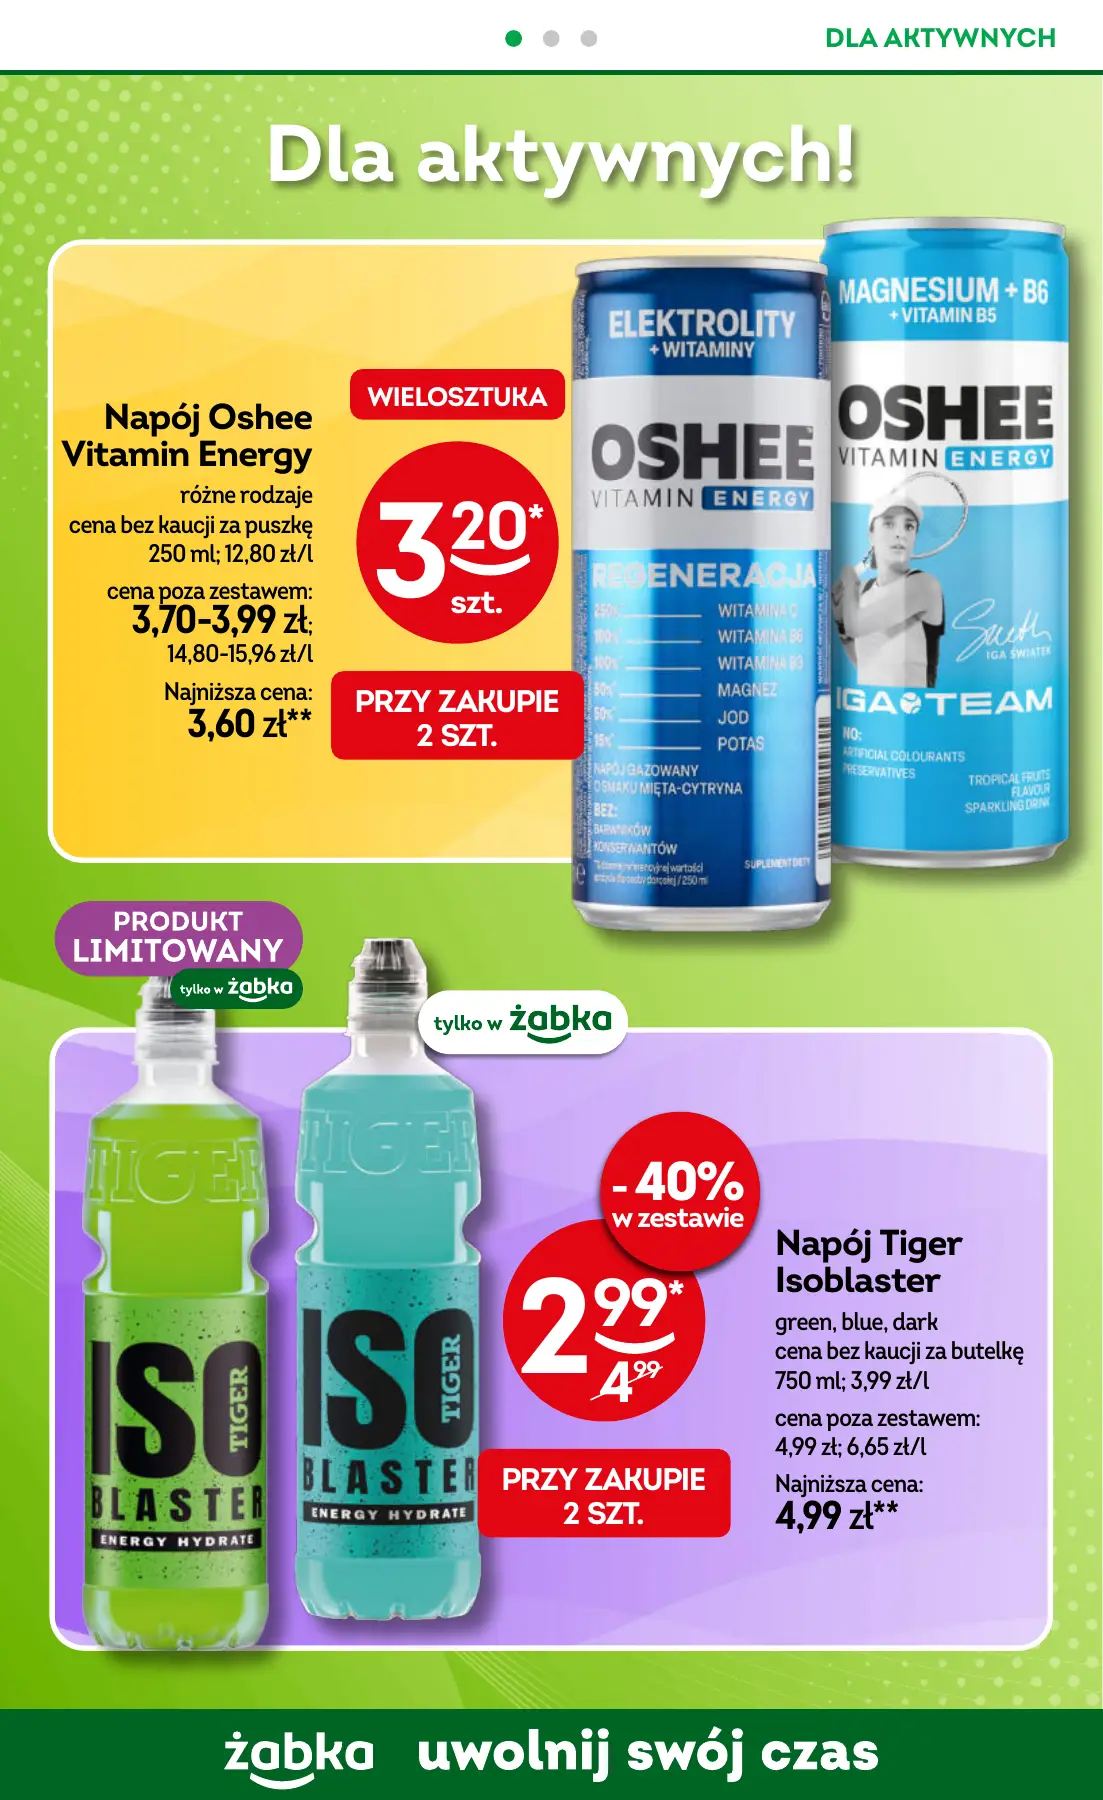 DLA AKTYWNYCH
Dla aktywnych!
Napój Oshee
Vitamin Energy
różne rodzaje
cena bez kaucji za puszkę
250 ml; 12,80 zł/l
cena poza zestawem:
3,70-3,99 zł;
14,80-15,96 zł/l
Najniższa cena:
3,60 zł**
WIELOSZTUKA
3 20*
szt.
PRZY ZAKUPIE
2 SZT.
ELEKTROLITY
+ WITAMINY
OSHEE
VITAMIN ENERGY
REGENERACJA
250%* WITAMINA C
100%* WITAMINA B6
100%* WITAMINA B3
50%* MAGNEZ
50%* JOD
15%* POTAS
NAPÓJ GAZOWANY
O SMAKU MIĘTA-CYTRYNA
BEZ:
BARWNIKÓW
KONSERWANTÓW
SUPLEMENT DIETY
MAGNESIUM + B6
+ VITAMIN B5
OSHEE
VITAMIN ENERGY
IGA ŚWIĄTEK
IGA TEAM
NO:
ARTIFICIAL COLOURANTS
PRESERVATIVES
TROPICAL FRUITS
FLAVOUR
SPARKLING DRINK
PRODUKT
LIMITOWANY
tylko w żabka
tylko w żabka
TIGER
ISO
TIGER
BLASTER
ENERGY HYDRATE
TIGER
ISO
TIGER
BLASTER
ENERGY HYDRATE
- 40%
w zestawie
2 99*
4 99
PRZY ZAKUPIE
2 SZT.
Napój Tiger
Isoblaster
green, blue, dark
cena bez kaucji za butelkę
750 ml; 3,99 zł/l
cena poza zestawem:
4,99 zł; 6,65 zł/l
Najniższa cena:
4,99 zł**
żabka uwolnij swój czas